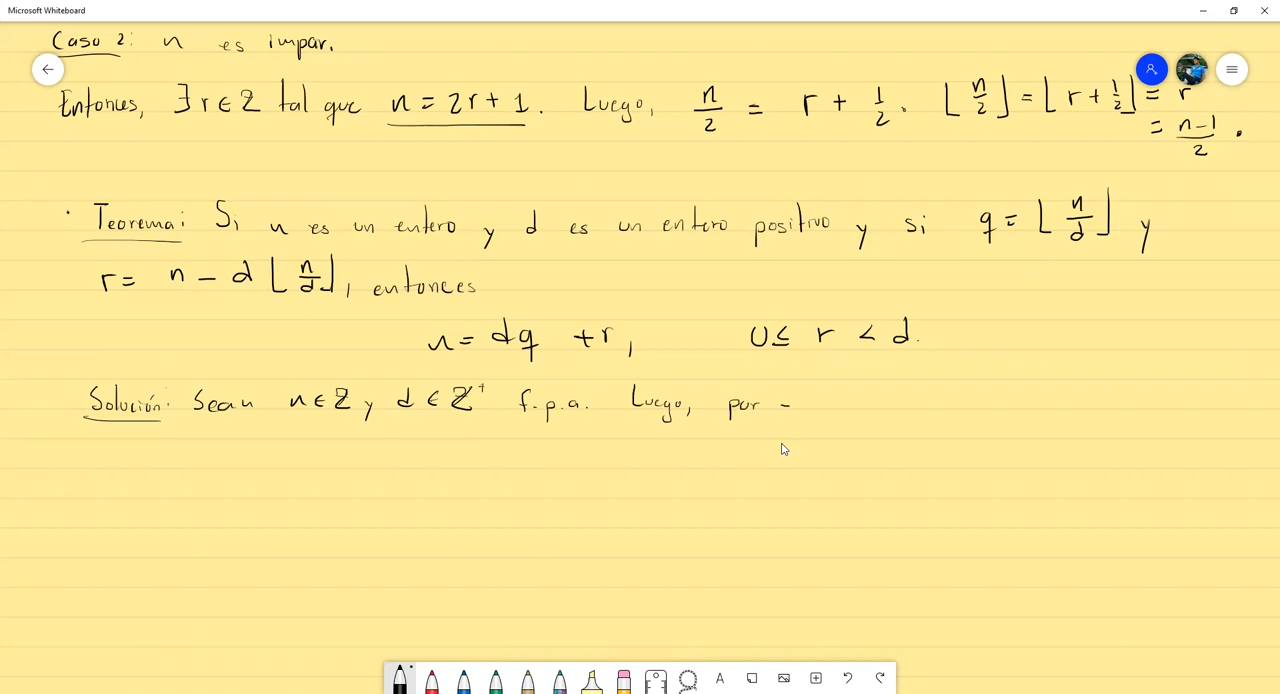 Microsoft Whiteboard
Caso 2: n es impar.
Entonces, ∃ r ∈ Z tal que n = 2r + 1. Luego, n/2 = r + 1/2. ⌊n/2⌋ = ⌊r + 1/2⌋ = r
= (n-1)/2.
· Teorema: Si n es un entero y d es un entero positivo y si q = ⌊n/d⌋ y
r = n - d ⌊n/d⌋, entonces
n = dq + r, 0 ≤ r < d.
Solución: Sean n ∈ Z y d ∈ Z⁺ f.p.a. Luego, por -
A